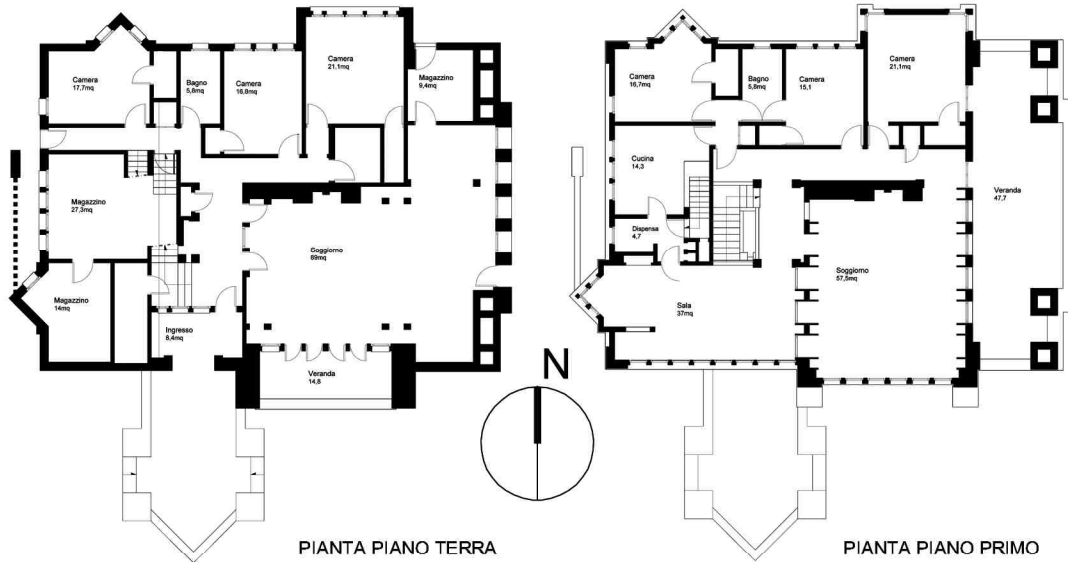 Camera
17,7mq
Bagno
5,8mq
Camera
16,8mq
Camera
21,1mq
Magazzino
9,4mq
Magazzino
27,3mq
Magazzino
14mq
Ingresso
8,4mq
Soggiorno
89mq
Veranda
14,8
PIANTA PIANO TERRA
N
Camera
16,7mq
Bagno
5,8mq
Camera
15,1
Camera
21,1mq
Cucina
14,3
Dispensa
4,7
Sala
37mq
Soggiorno
57,5mq
Veranda
47,7
PIANTA PIANO PRIMO